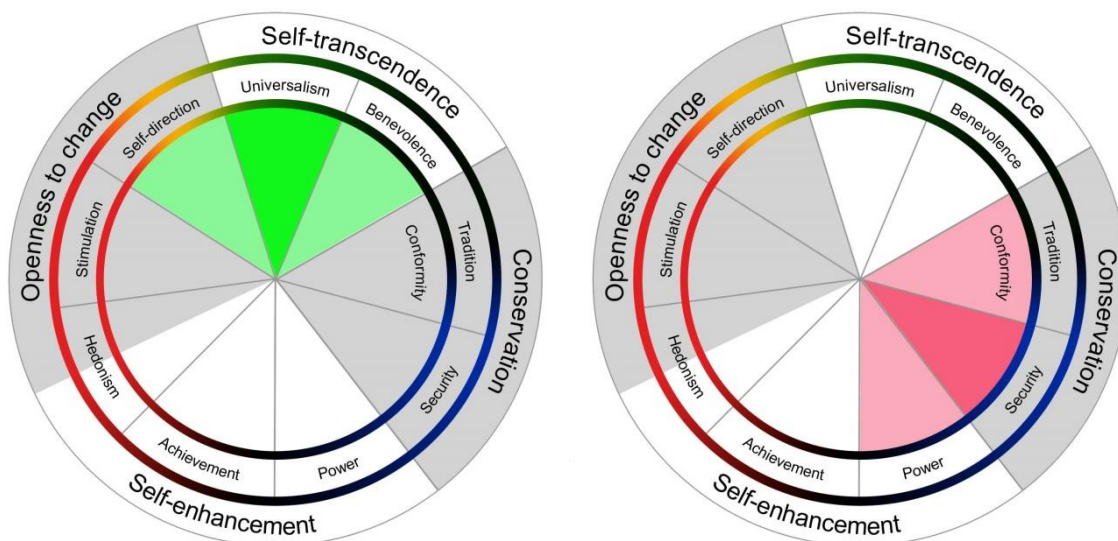 Self-transcendence
Universalism
Benevolence
Self-direction
Openness to change
Stimulation
Hedonism
Conformity
Tradition
Conservation
Security
Achievement
Power
Self-enhancement
Self-transcendence
Universalism
Benevolence
Self-direction
Openness to change
Stimulation
Hedonism
Conformity
Tradition
Conservation
Security
Achievement
Power
Self-enhancement